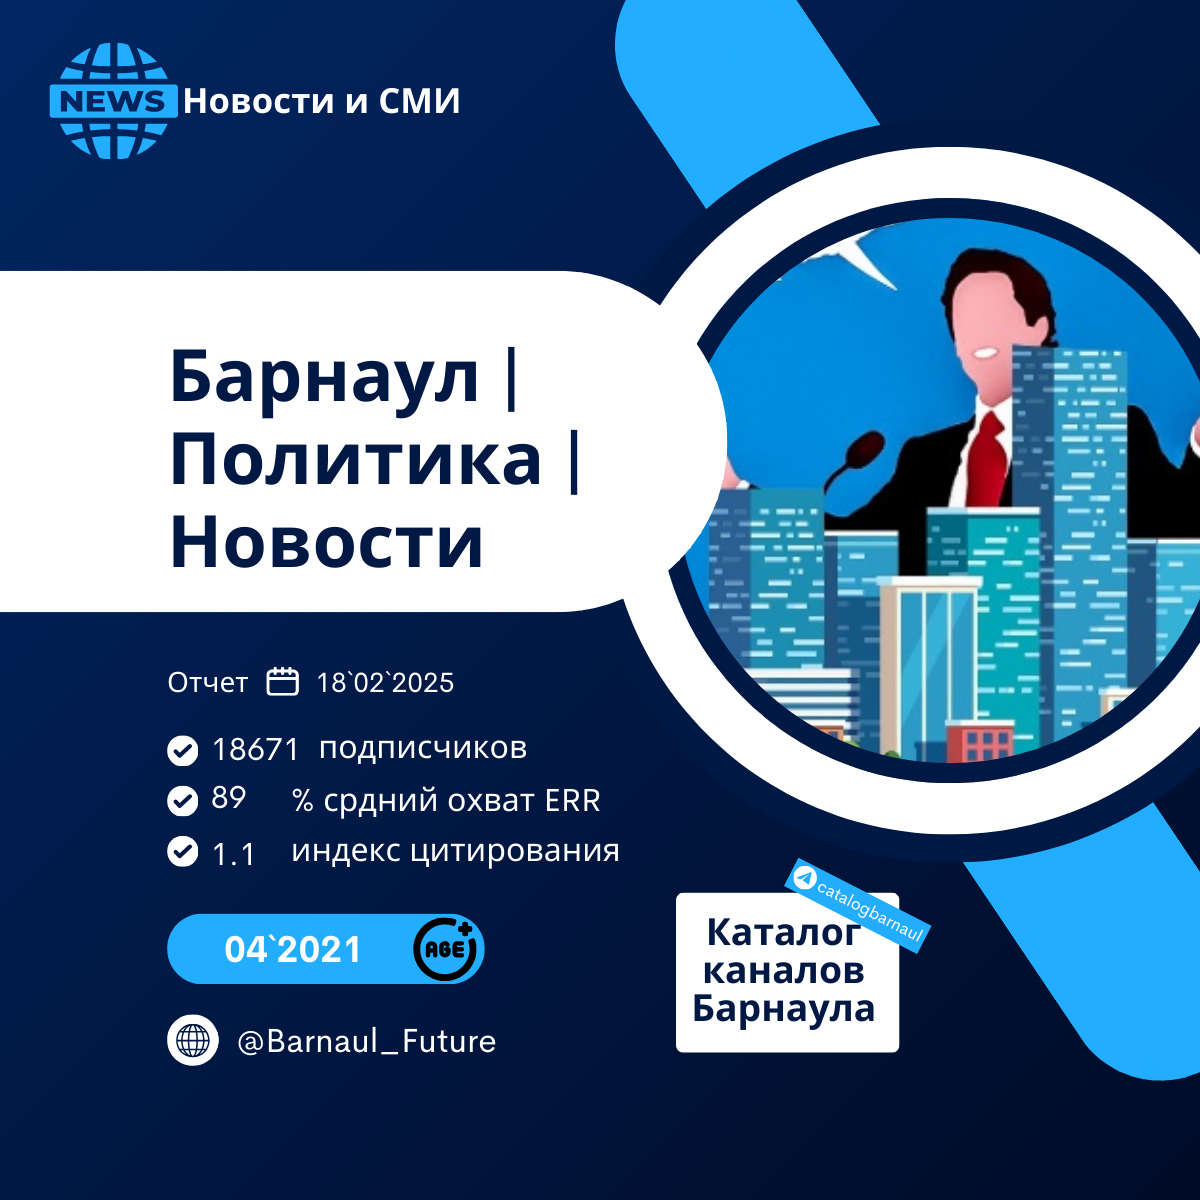 NEWS Новости и СМИ
Барнаул |
Политика |
Новости
Отчет 18`02`2025
18671 подписчиков
89 % срдний охват ERR
1.1 индекс цитирования
04`2021 AGE+
@Barnaul_Future
catalogbarnaul
Каталог
каналов
Барнаула